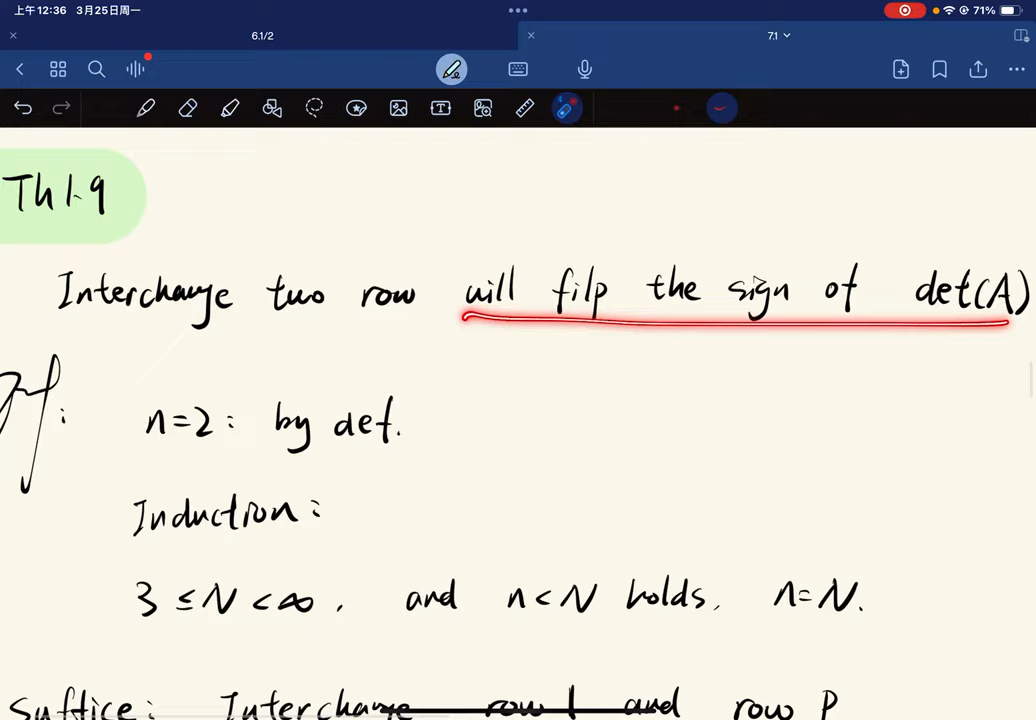 上午12:36 3月25日周一
71%
6.1/2
7.1
Th 1.9
Interchange two row will filp the sign of det(A)
pf:
n=2: by def.
Induction:
3 ≤ N < ∞, and n < N holds, n = N.
Suffice: Interchange row 1 and row P